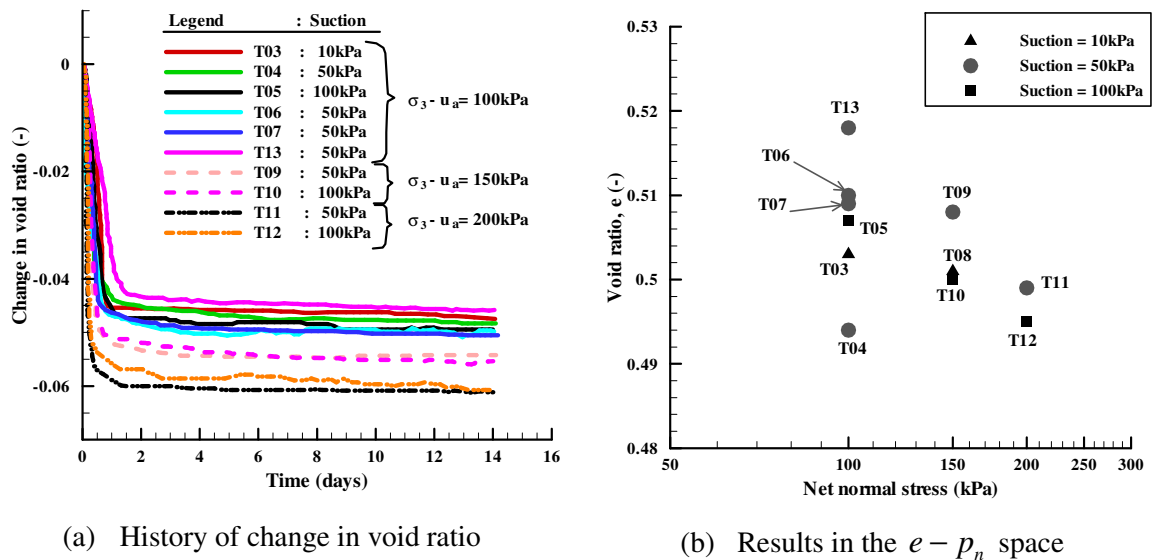 Legend : Suction
T03 : 10kPa
T04 : 50kPa
T05 : 100kPa
T06 : 50kPa
T07 : 50kPa
T13 : 50kPa
T09 : 50kPa
T10 : 100kPa
T11 : 50kPa
T12 : 100kPa
σ3 - ua = 100kPa
σ3 - ua = 150kPa
σ3 - ua = 200kPa
Change in void ratio (-)
0
-0.02
-0.04
-0.06
0 2 4 6 8 10 12 14 16
Time (days)
(a) History of change in void ratio
Suction = 10kPa
Suction = 50kPa
Suction = 100kPa
Void ratio, e (-)
0.53
0.52
0.51
0.5
0.49
0.48
T13
T06
T07
T05
T03
T04
T09
T08
T10
T11
T12
50 100 150 200 250 300
Net normal stress (kPa)
(b) Results in the e − pn space